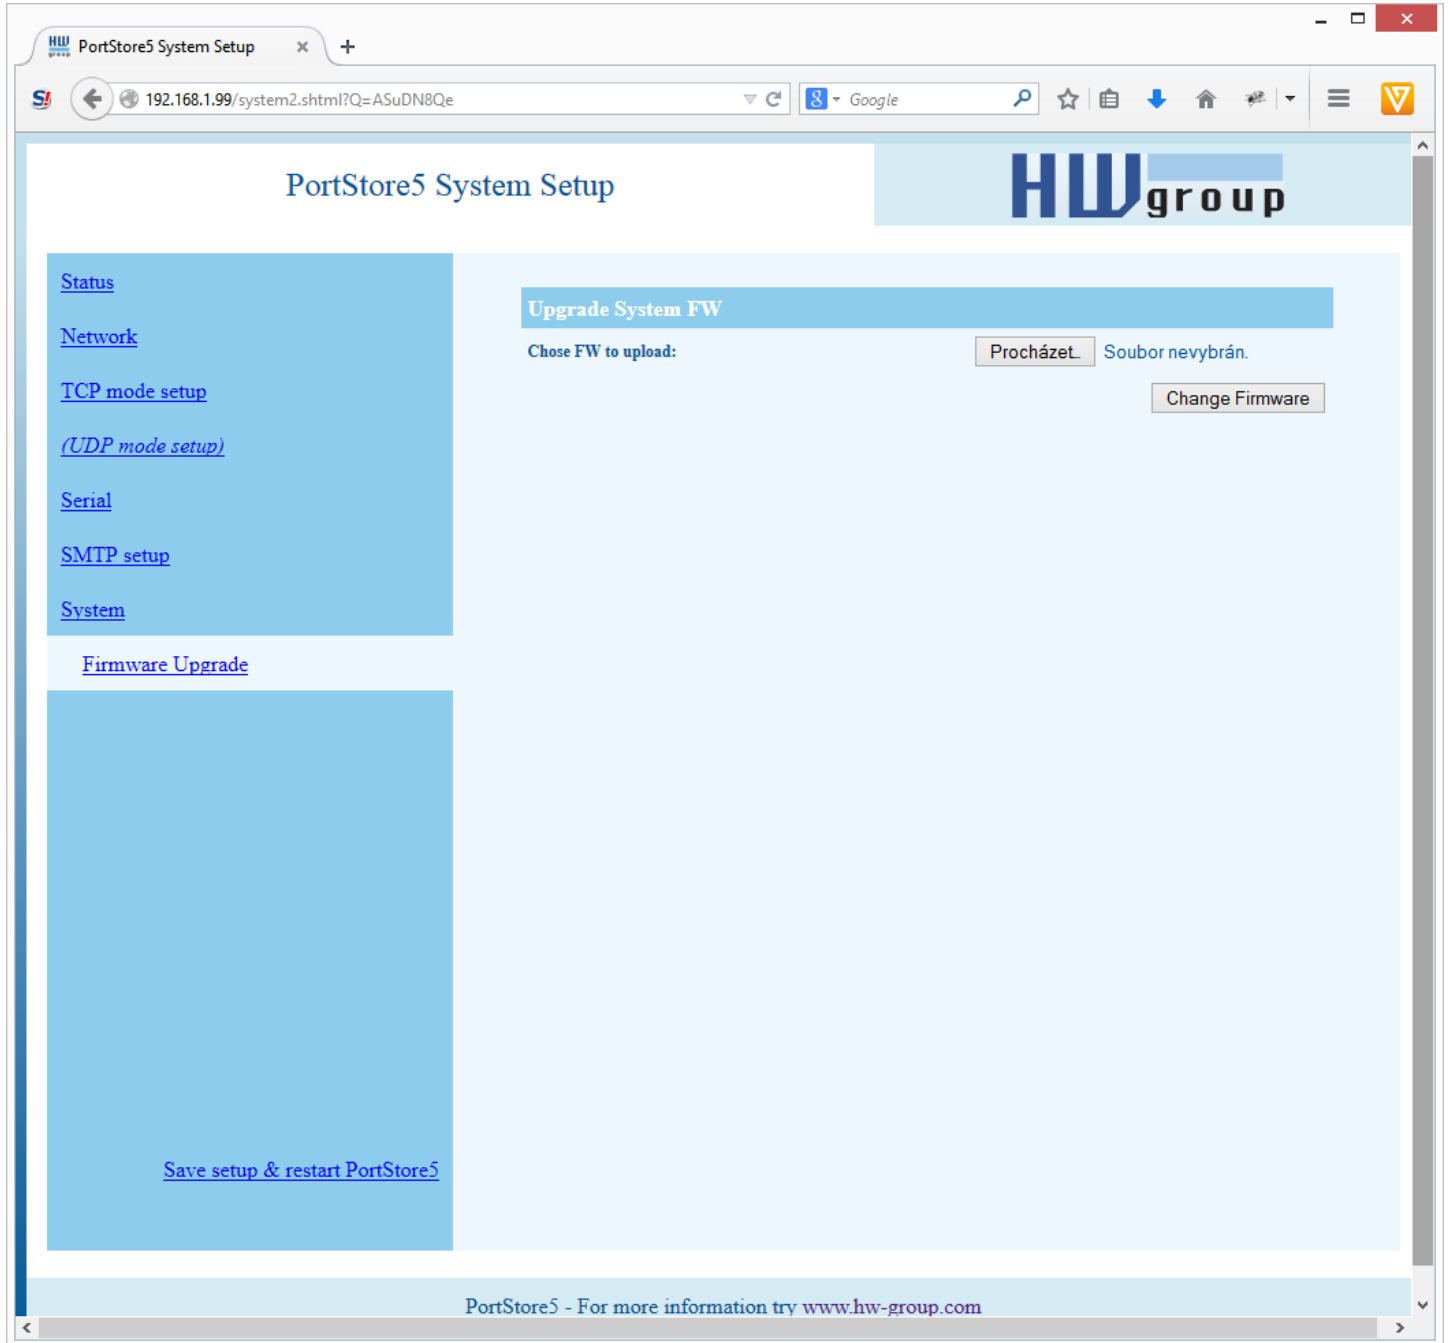 PortStore5 System Setup
192.168.1.99/system2.shtml?Q=ASuDN8Qe
Google
PortStore5 System Setup
HW group
Status
Network
TCP mode setup
(UDP mode setup)
Serial
SMTP setup
System
Firmware Upgrade
Save setup & restart PortStore5
Upgrade System FW
Chose FW to upload:
Procházet.. Soubor nevybrán.
Change Firmware
PortStore5 - For more information try www.hw-group.com